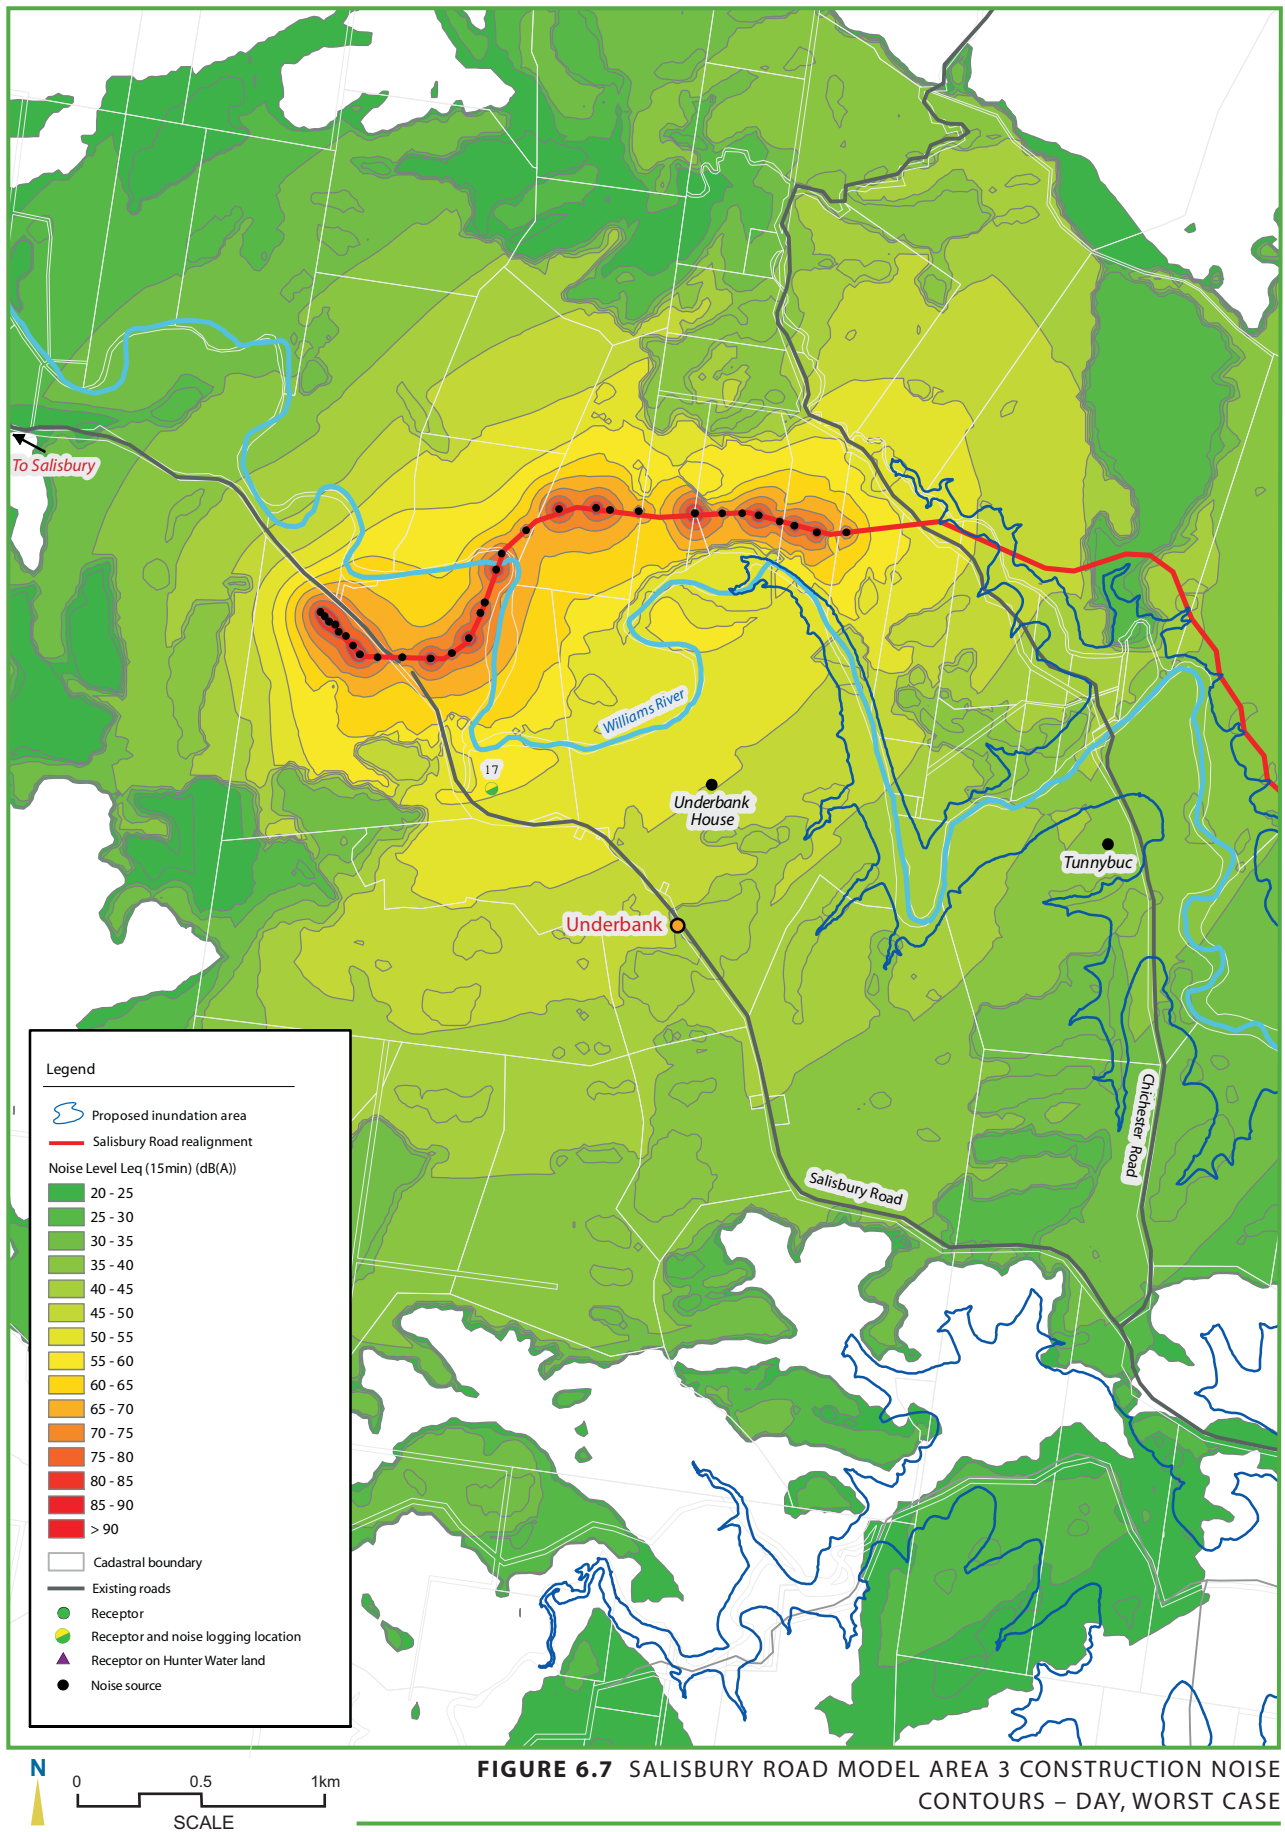 To Salisbury
Williams River
17
Underbank
House
Tunnybuc
Underbank
Chichester Road
Salisbury Road
Legend
Proposed inundation area
Salisbury Road realignment
Noise Level Leq (15min) (dB(A))
20 - 25
25 - 30
30 - 35
35 - 40
40 - 45
45 - 50
50 - 55
55 - 60
60 - 65
65 - 70
70 - 75
75 - 80
80 - 85
85 - 90
> 90
Cadastral boundary
Existing roads
Receptor
Receptor and noise logging location
Receptor on Hunter Water land
Noise source
N
0 0.5 1km
SCALE
FIGURE 6.7 SALISBURY ROAD MODEL AREA 3 CONSTRUCTION NOISE
CONTOURS – DAY, WORST CASE